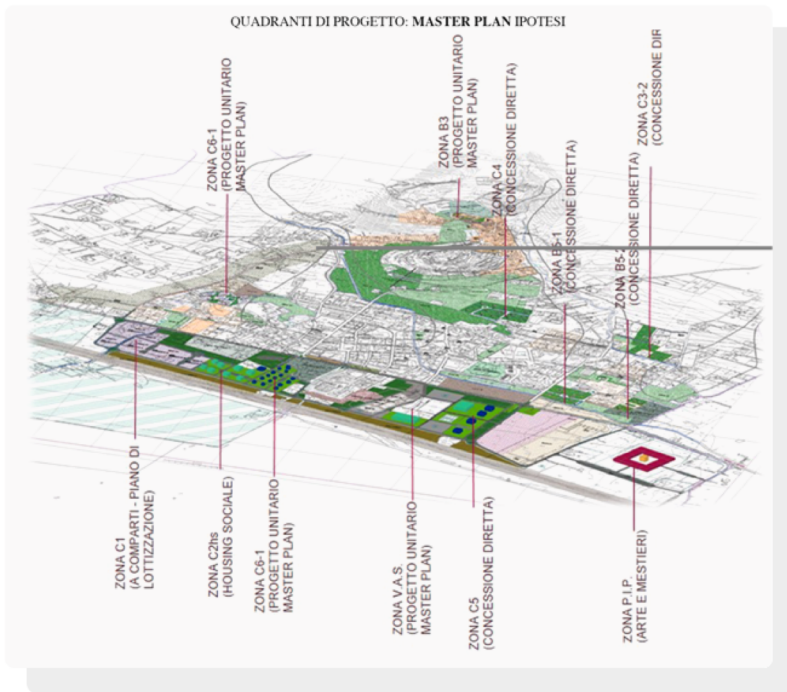 QUADRANTI DI PROGETTO: MASTER PLAN IPOTESI
ZONA C6-1
(PROGETTO UNITARIO
MASTER PLAN)
ZONA B3
(PROGETTO UNITARIO
MASTER PLAN)
ZONA C4
(CONCESSIONE DIRETTA)
ZONA B5-1
(CONCESSIONE DIRETTA)
ZONA B5-2
(CONCESSIONE DIRETTA)
ZONA C3-2
(CONCESSIONE DIR
ZONA C1
(A COMPARTI - PIANO DI
LOTTIZZAZIONE)
ZONA C2hs
(HOUSING SOCIALE)
ZONA C6-1
(PROGETTO UNITARIO
MASTER PLAN)
ZONA V.A.S.
(PROGETTO UNITARIO
MASTER PLAN)
ZONA C5
(CONCESSIONE DIRETTA)
ZONA P.I.P.
(ARTE E MESTIERI)